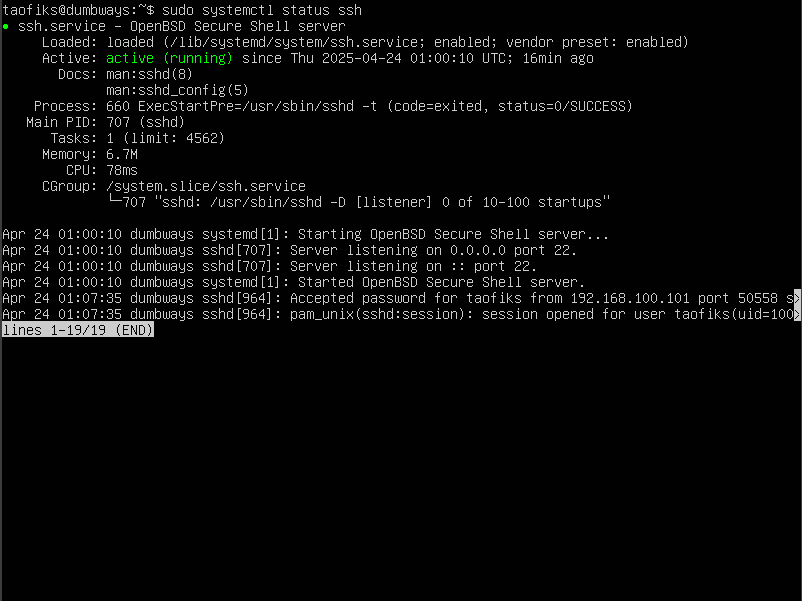 taofiks@dumbways:~$ sudo systemctl status ssh
● ssh.service – OpenBSD Secure Shell server
     Loaded: loaded (/lib/systemd/system/ssh.service; enabled; vendor preset: enabled)
     Active: active (running) since Thu 2025-04-24 01:00:10 UTC; 16min ago
       Docs: man:sshd(8)
             man:sshd_config(5)
    Process: 660 ExecStartPre=/usr/sbin/sshd -t (code=exited, status=0/SUCCESS)
   Main PID: 707 (sshd)
      Tasks: 1 (limit: 4562)
     Memory: 6.7M
        CPU: 78ms
     CGroup: /system.slice/ssh.service
             └─707 "sshd: /usr/sbin/sshd -D [listener] 0 of 10-100 startups"
Apr 24 01:00:10 dumbways systemd[1]: Starting OpenBSD Secure Shell server...
Apr 24 01:00:10 dumbways sshd[707]: Server listening on 0.0.0.0 port 22.
Apr 24 01:00:10 dumbways sshd[707]: Server listening on :: port 22.
Apr 24 01:00:10 dumbways systemd[1]: Started OpenBSD Secure Shell server.
Apr 24 01:07:35 dumbways sshd[964]: Accepted password for taofiks from 192.168.100.101 port 50558 s>
Apr 24 01:07:35 dumbways sshd[964]: pam_unix(sshd:session): session opened for user taofiks(uid=100>
lines 1-19/19 (END)